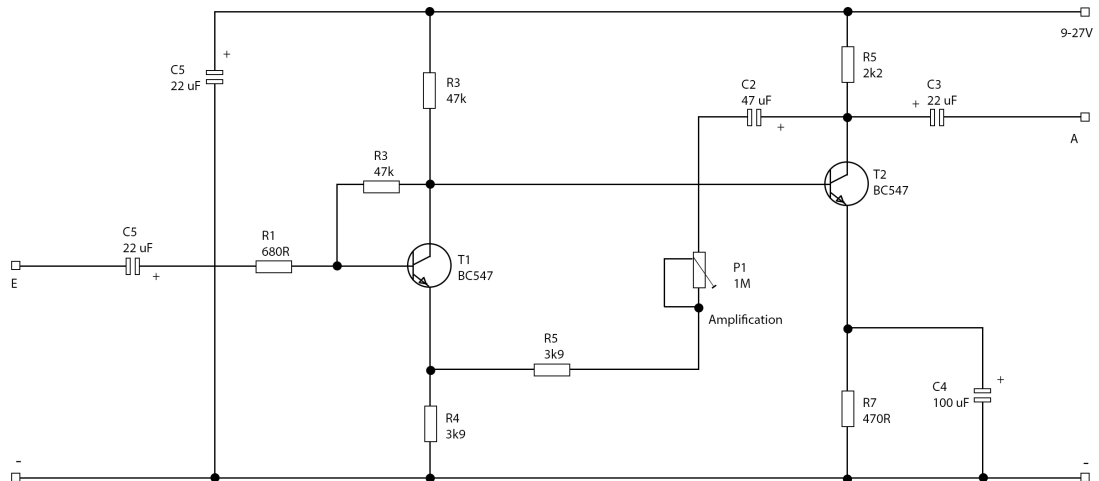 9-27V
C5
22 uF
+
R3
47k
R5
2k2
C2
47 uF
+
+
C3
22 uF
A
R3
47k
T2
BC547
C5
22 uF
+
E
R1
680R
T1
BC547
P1
1M
Amplification
R5
3k9
R4
3k9
R7
470R
C4
100 uF
+
-
-